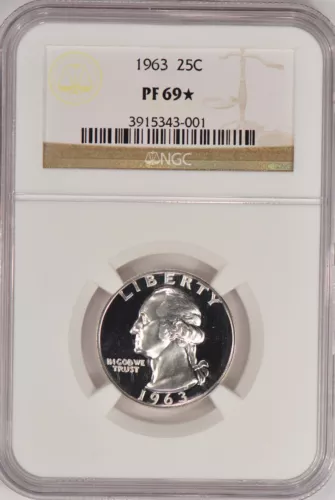 1963 25C
PF 69★
3915343-001
NGC
LIBERTY
IN GOD WE
TRUST
1963